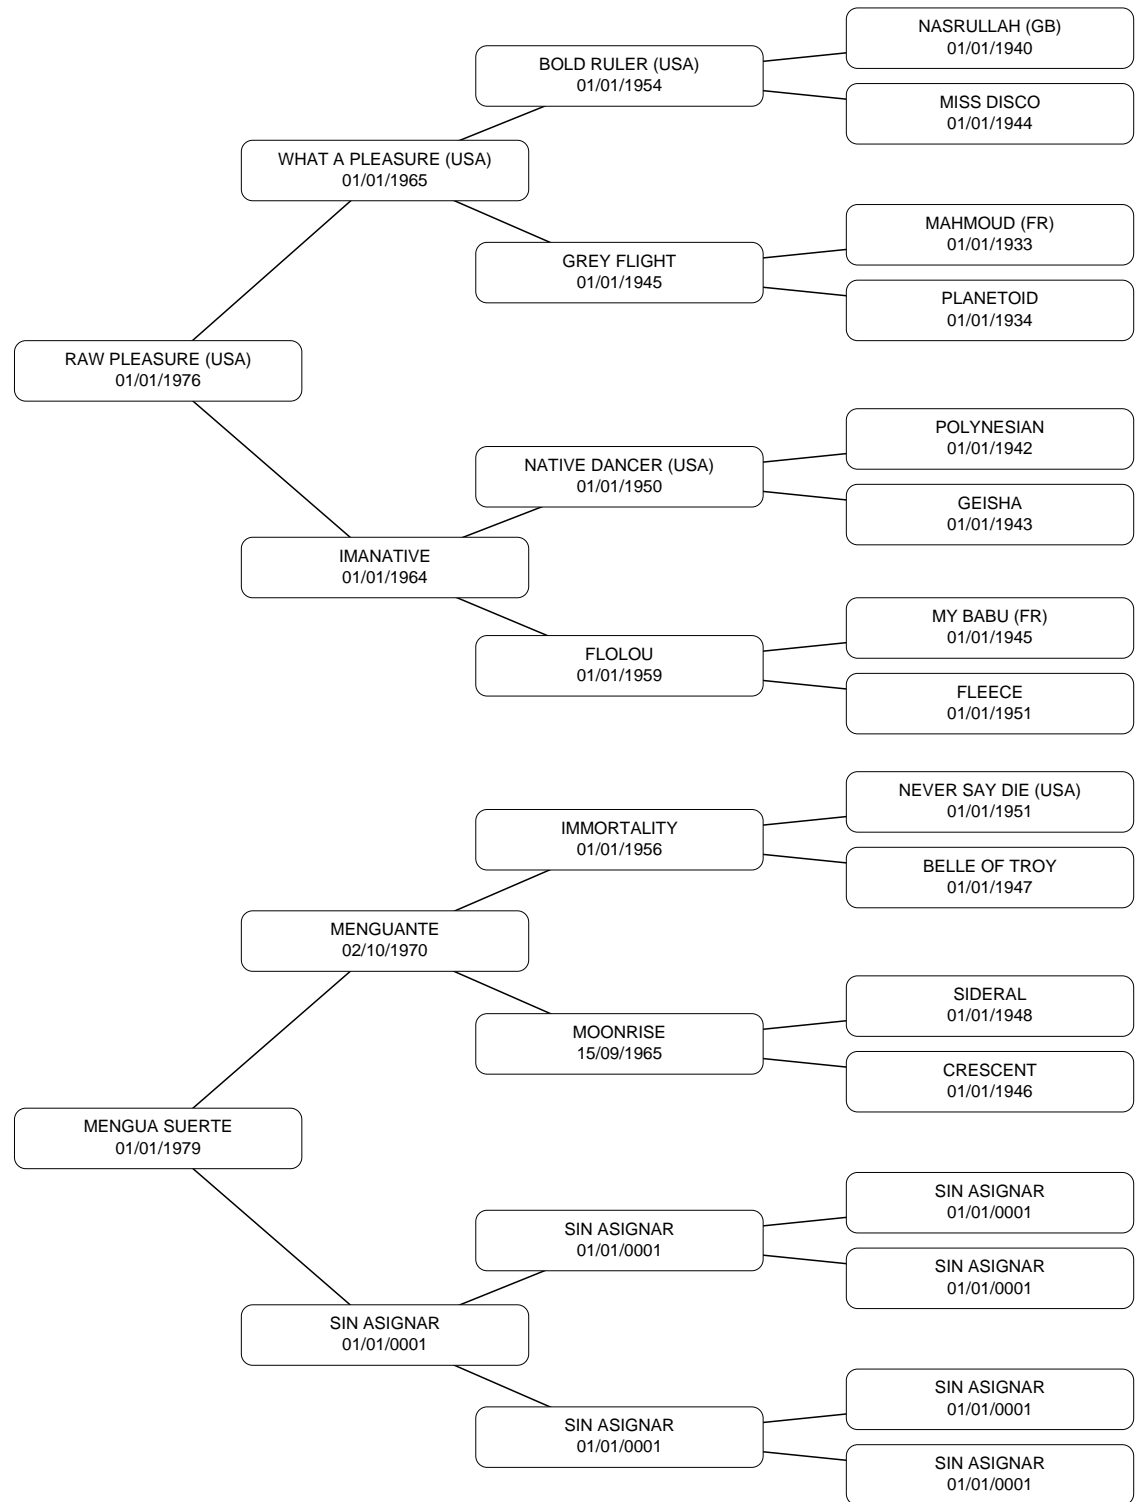 NASRULLAH (GB)
01/01/1940
BOLD RULER (USA)
01/01/1954
MISS DISCO
01/01/1944
WHAT A PLEASURE (USA)
01/01/1965
MAHMOUD (FR)
01/01/1933
GREY FLIGHT
01/01/1945
PLANETOID
01/01/1934
RAW PLEASURE (USA)
01/01/1976
POLYNESIAN
01/01/1942
NATIVE DANCER (USA)
01/01/1950
GEISHA
01/01/1943
IMANATIVE
01/01/1964
MY BABU (FR)
01/01/1945
FLOLOU
01/01/1959
FLEECE
01/01/1951
NEVER SAY DIE (USA)
01/01/1951
IMMORTALITY
01/01/1956
BELLE OF TROY
01/01/1947
MENGUANTE
02/10/1970
SIDERAL
01/01/1948
MOONRISE
15/09/1965
CRESCENT
01/01/1946
MENGUA SUERTE
01/01/1979
SIN ASIGNAR
01/01/0001
SIN ASIGNAR
01/01/0001
SIN ASIGNAR
01/01/0001
SIN ASIGNAR
01/01/0001
SIN ASIGNAR
01/01/0001
SIN ASIGNAR
01/01/0001
SIN ASIGNAR
01/01/0001